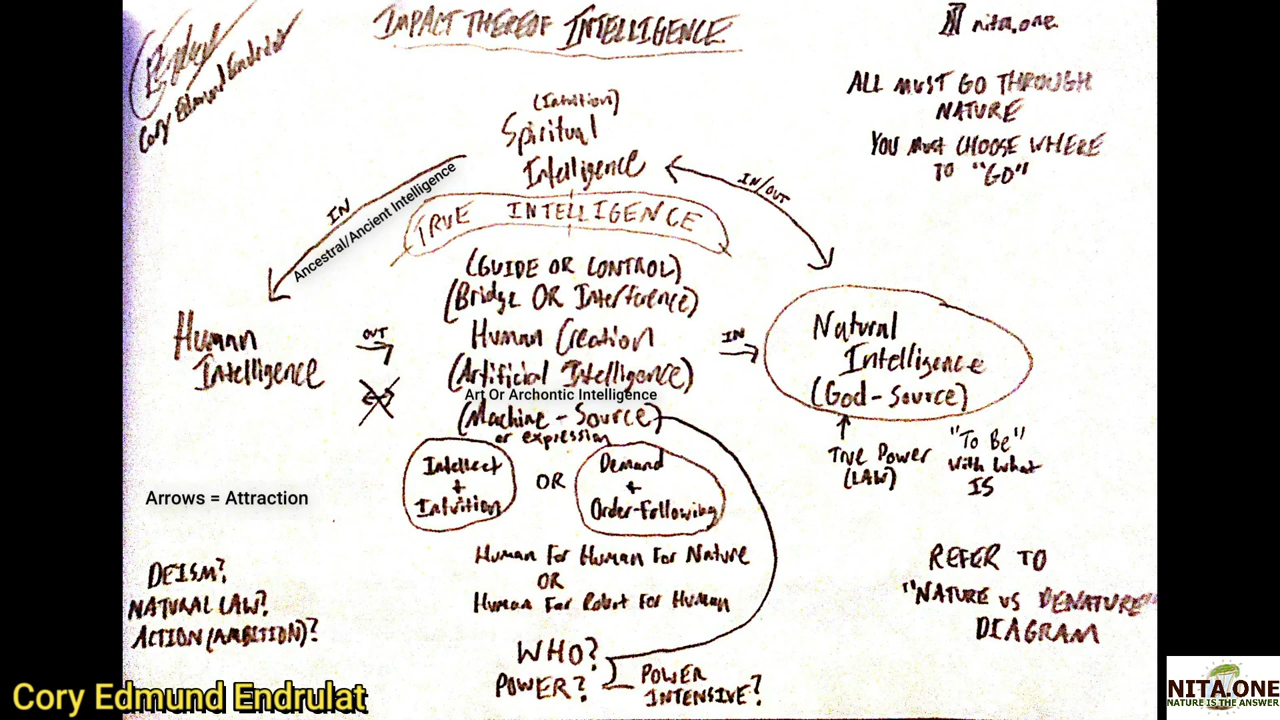 IMPACT THEREOF INTELLIGENCE
Cory Edmund Endrulat
nita.one
ALL MUST GO THROUGH
NATURE
YOU MUST CHOOSE WHERE
TO "GO"
(Intuition)
Spiritual
Intelligence
IN
Ancestral/Ancient Intelligence
IN/OUT
TRUE INTELLIGENCE
(GUIDE OR CONTROL)
(Bridge OR Interference)
Human
Intelligence
OUT
Human Creation
(Artificial Intelligence)
Art Or Archontic Intelligence
(Machine-Source)
or expression
IN
Natural
Intelligence
(God-Source)
True Power
(LAW)
"To Be"
with what
IS
Intellect
+
Intuition
OR
Demand
+
Order-Following
Arrows = Attraction
Human For Human For Nature
OR
Human For Robot For Human
DEISM?
NATURAL LAW?
ACTION (AMBITION)?
REFER TO
"NATURE VS DENATURE"
DIAGRAM
WHO?
POWER?
POWER
INTENSIVE?
Cory Edmund Endrulat
NITA.ONE
NATURE IS THE ANSWER